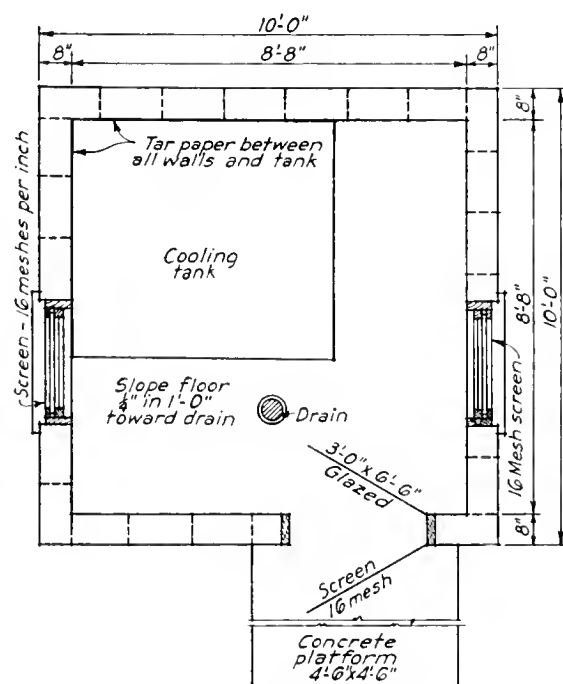 10'-0"
8"
8'-8"
8"
Tar paper between
all walls and tank
8"
Screen - 16 meshes per inch
Cooling
tank
8'-8"
10'-0"
Slope floor
¼" in 1'-0"
toward drain
Drain
16 Mesh screen
3'-0" x 6'-6"
Glazed
8"
Screen
16 mesh
Concrete
platform
4'-6"x4'-6"